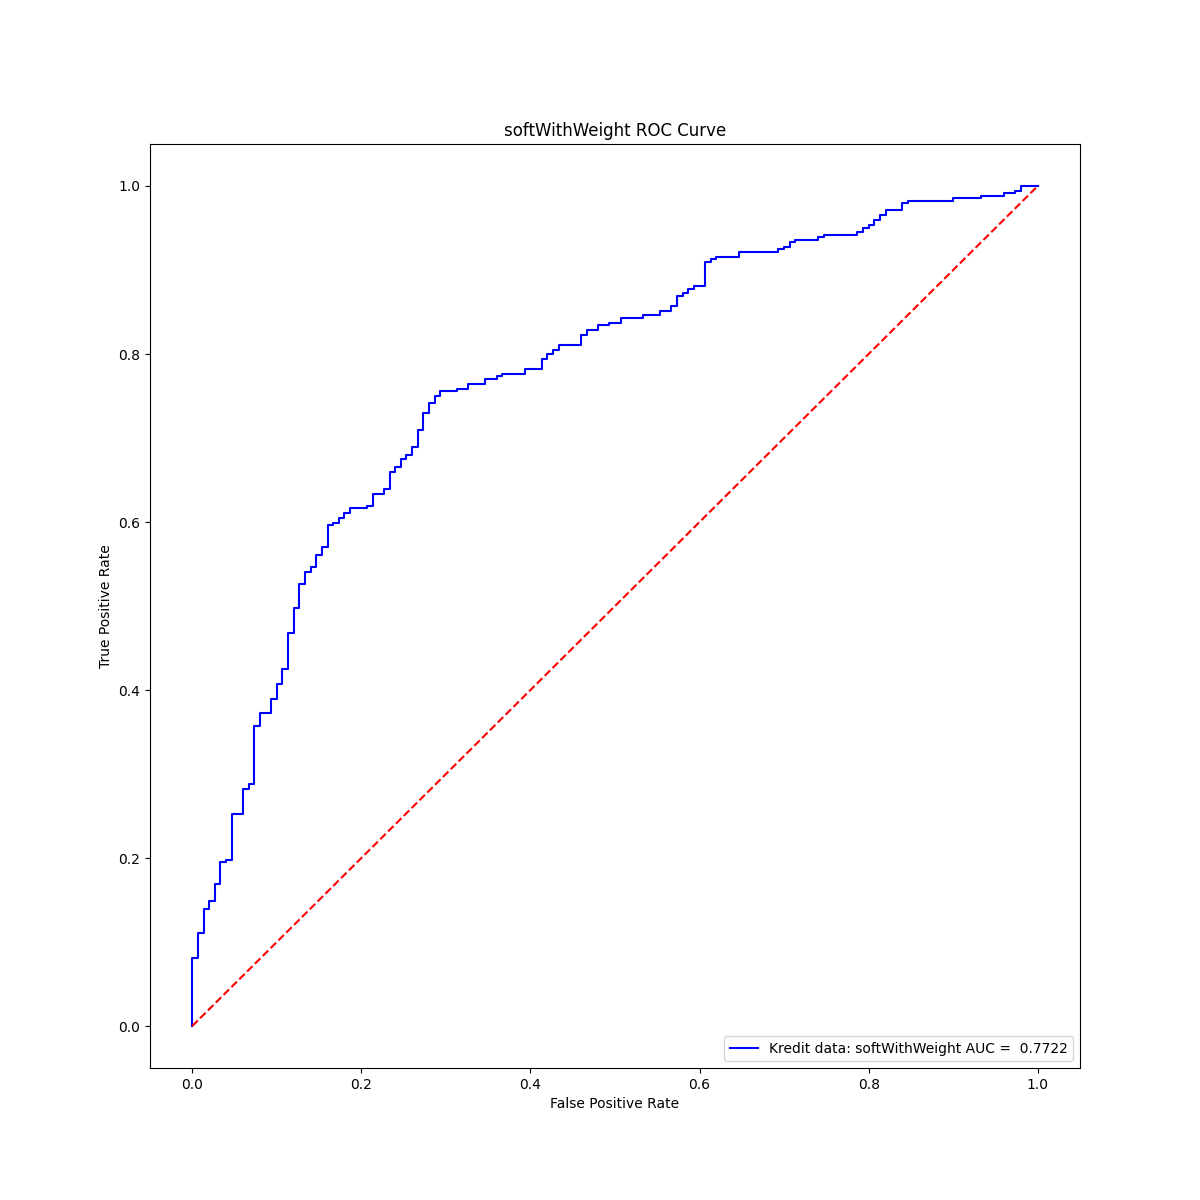 softWithWeight ROC Curve
1.0
0.8
0.6
0.4
0.2
0.0
True Positive Rate
Kredit data: softWithWeight AUC =  0.7722
0.0 0.2 0.4 0.6 0.8 1.0
False Positive Rate